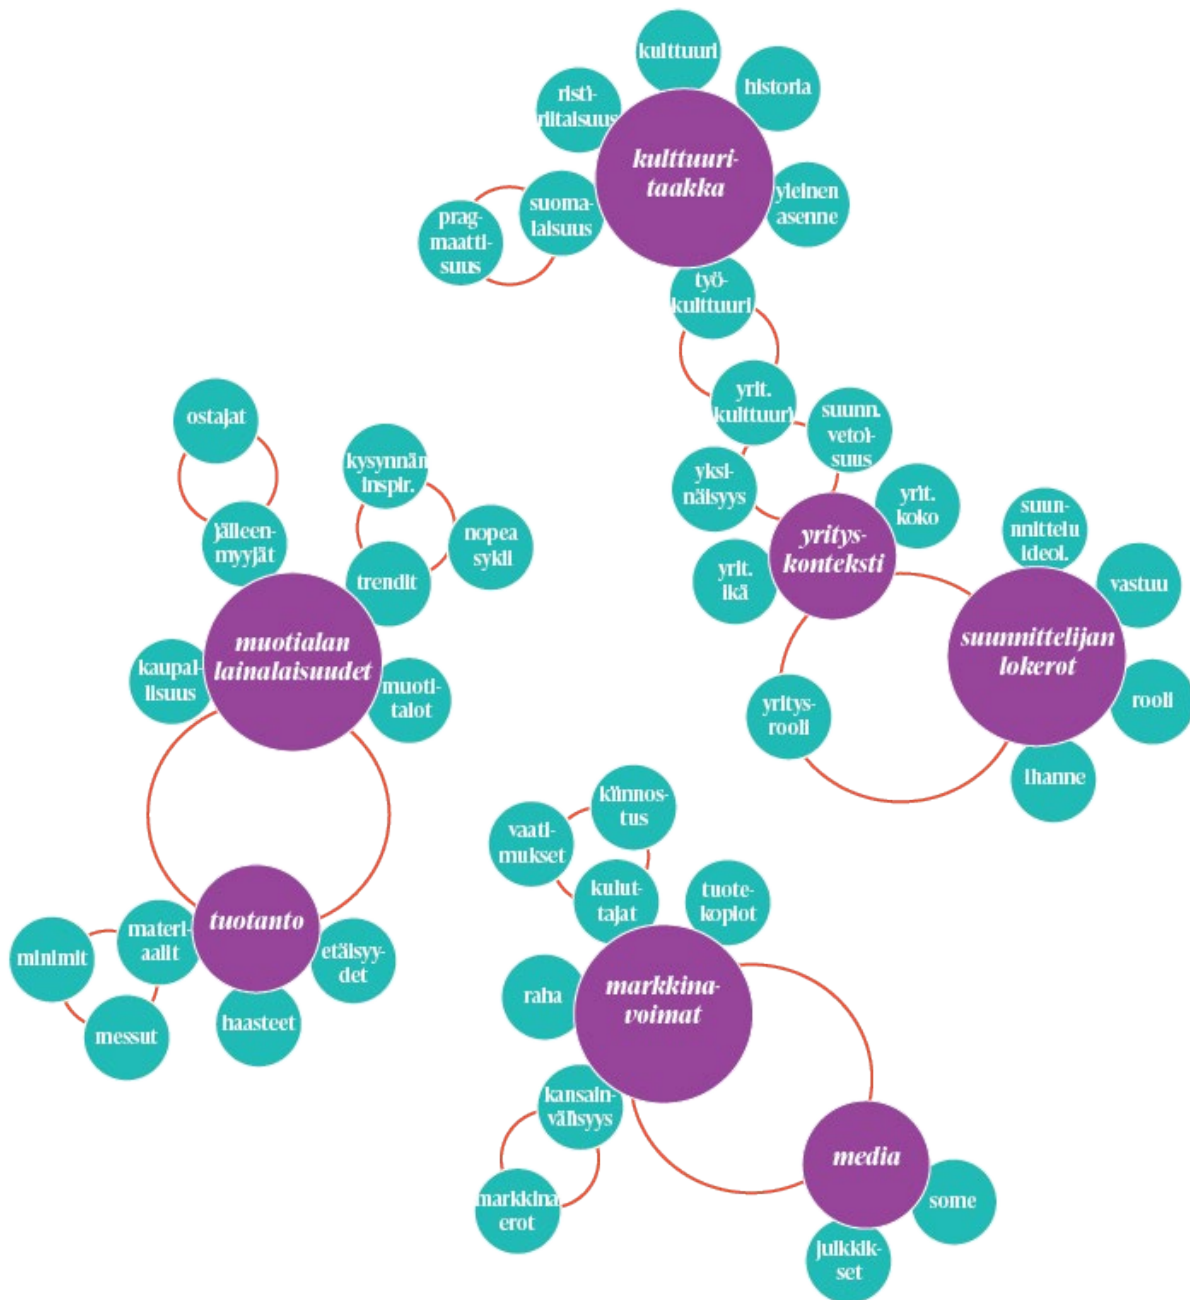 kulttuuri
risti-
riitaisuus
historia
kulttuuri-
taakka
suoma-
laisuus
prag-
maatti-
suus
yleinen
asenne
työ-
kulttuuri
yrit.
kulttuuri
suunn.
vetoi-
suus
yksi-
näisyys
yrit.
koko
yritys-
konteksti
yrit.
ikä
suun-
nnittelu
ideol.
vastuu
suunnittelijan
lokerot
rooli
yritys-
rooli
ihanne
ostajat
jälleen-
myyjät
kysynnän
inspir.
nopea
sykli
trendit
muotialan
lainalaisuudet
kaupal-
lisuus
muoti-
talot
tuotanto
materi-
aalit
minimit
messut
haasteet
etäisyy-
det
kiinnos-
tus
vaati-
mukset
kulut-
tajat
tuote-
kopiot
raha
markkina-
voimat
kansain-
välisyys
markkina
erot
media
some
julkkik-
set